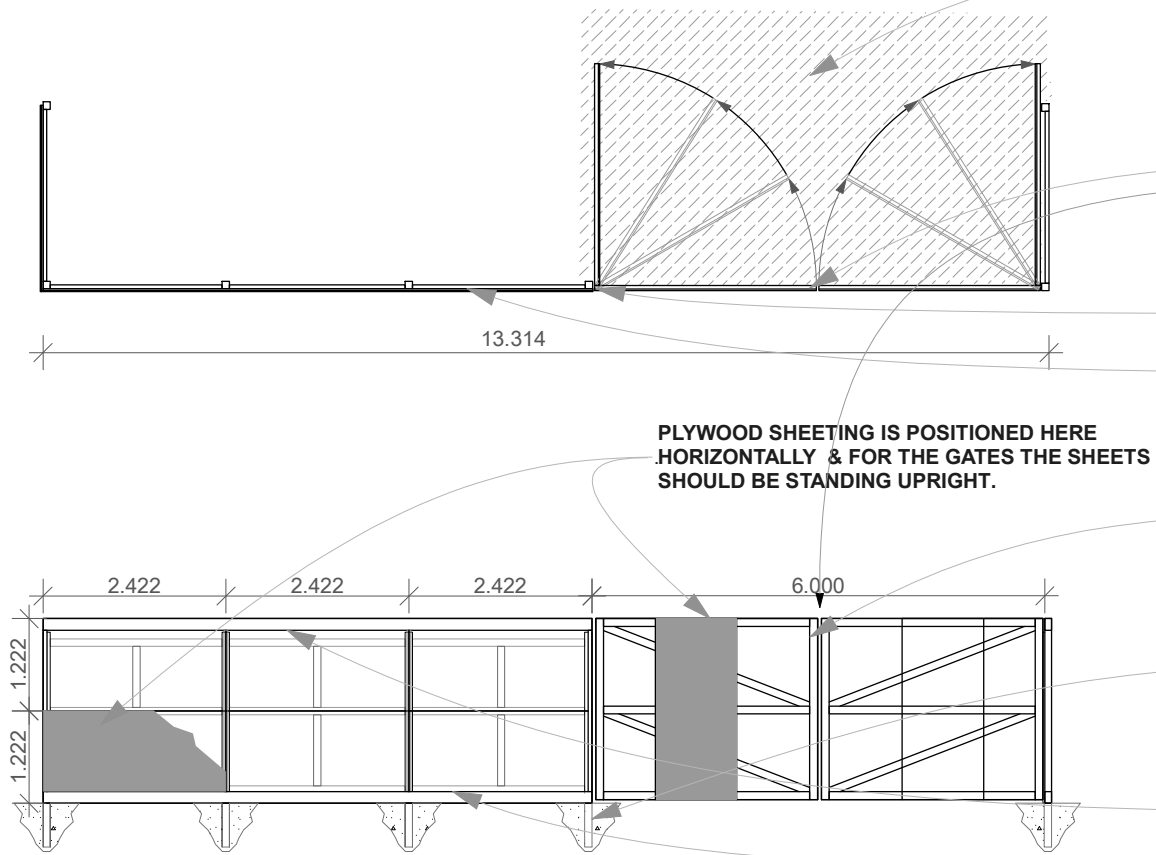 13.314
PLYWOOD SHEETING IS POSITIONED HERE
HORIZONTALLY & FOR THE GATES THE SHEETS
SHOULD BE STANDING UPRIGHT.
2.422
2.422
2.422
6.000
1.222
1.222